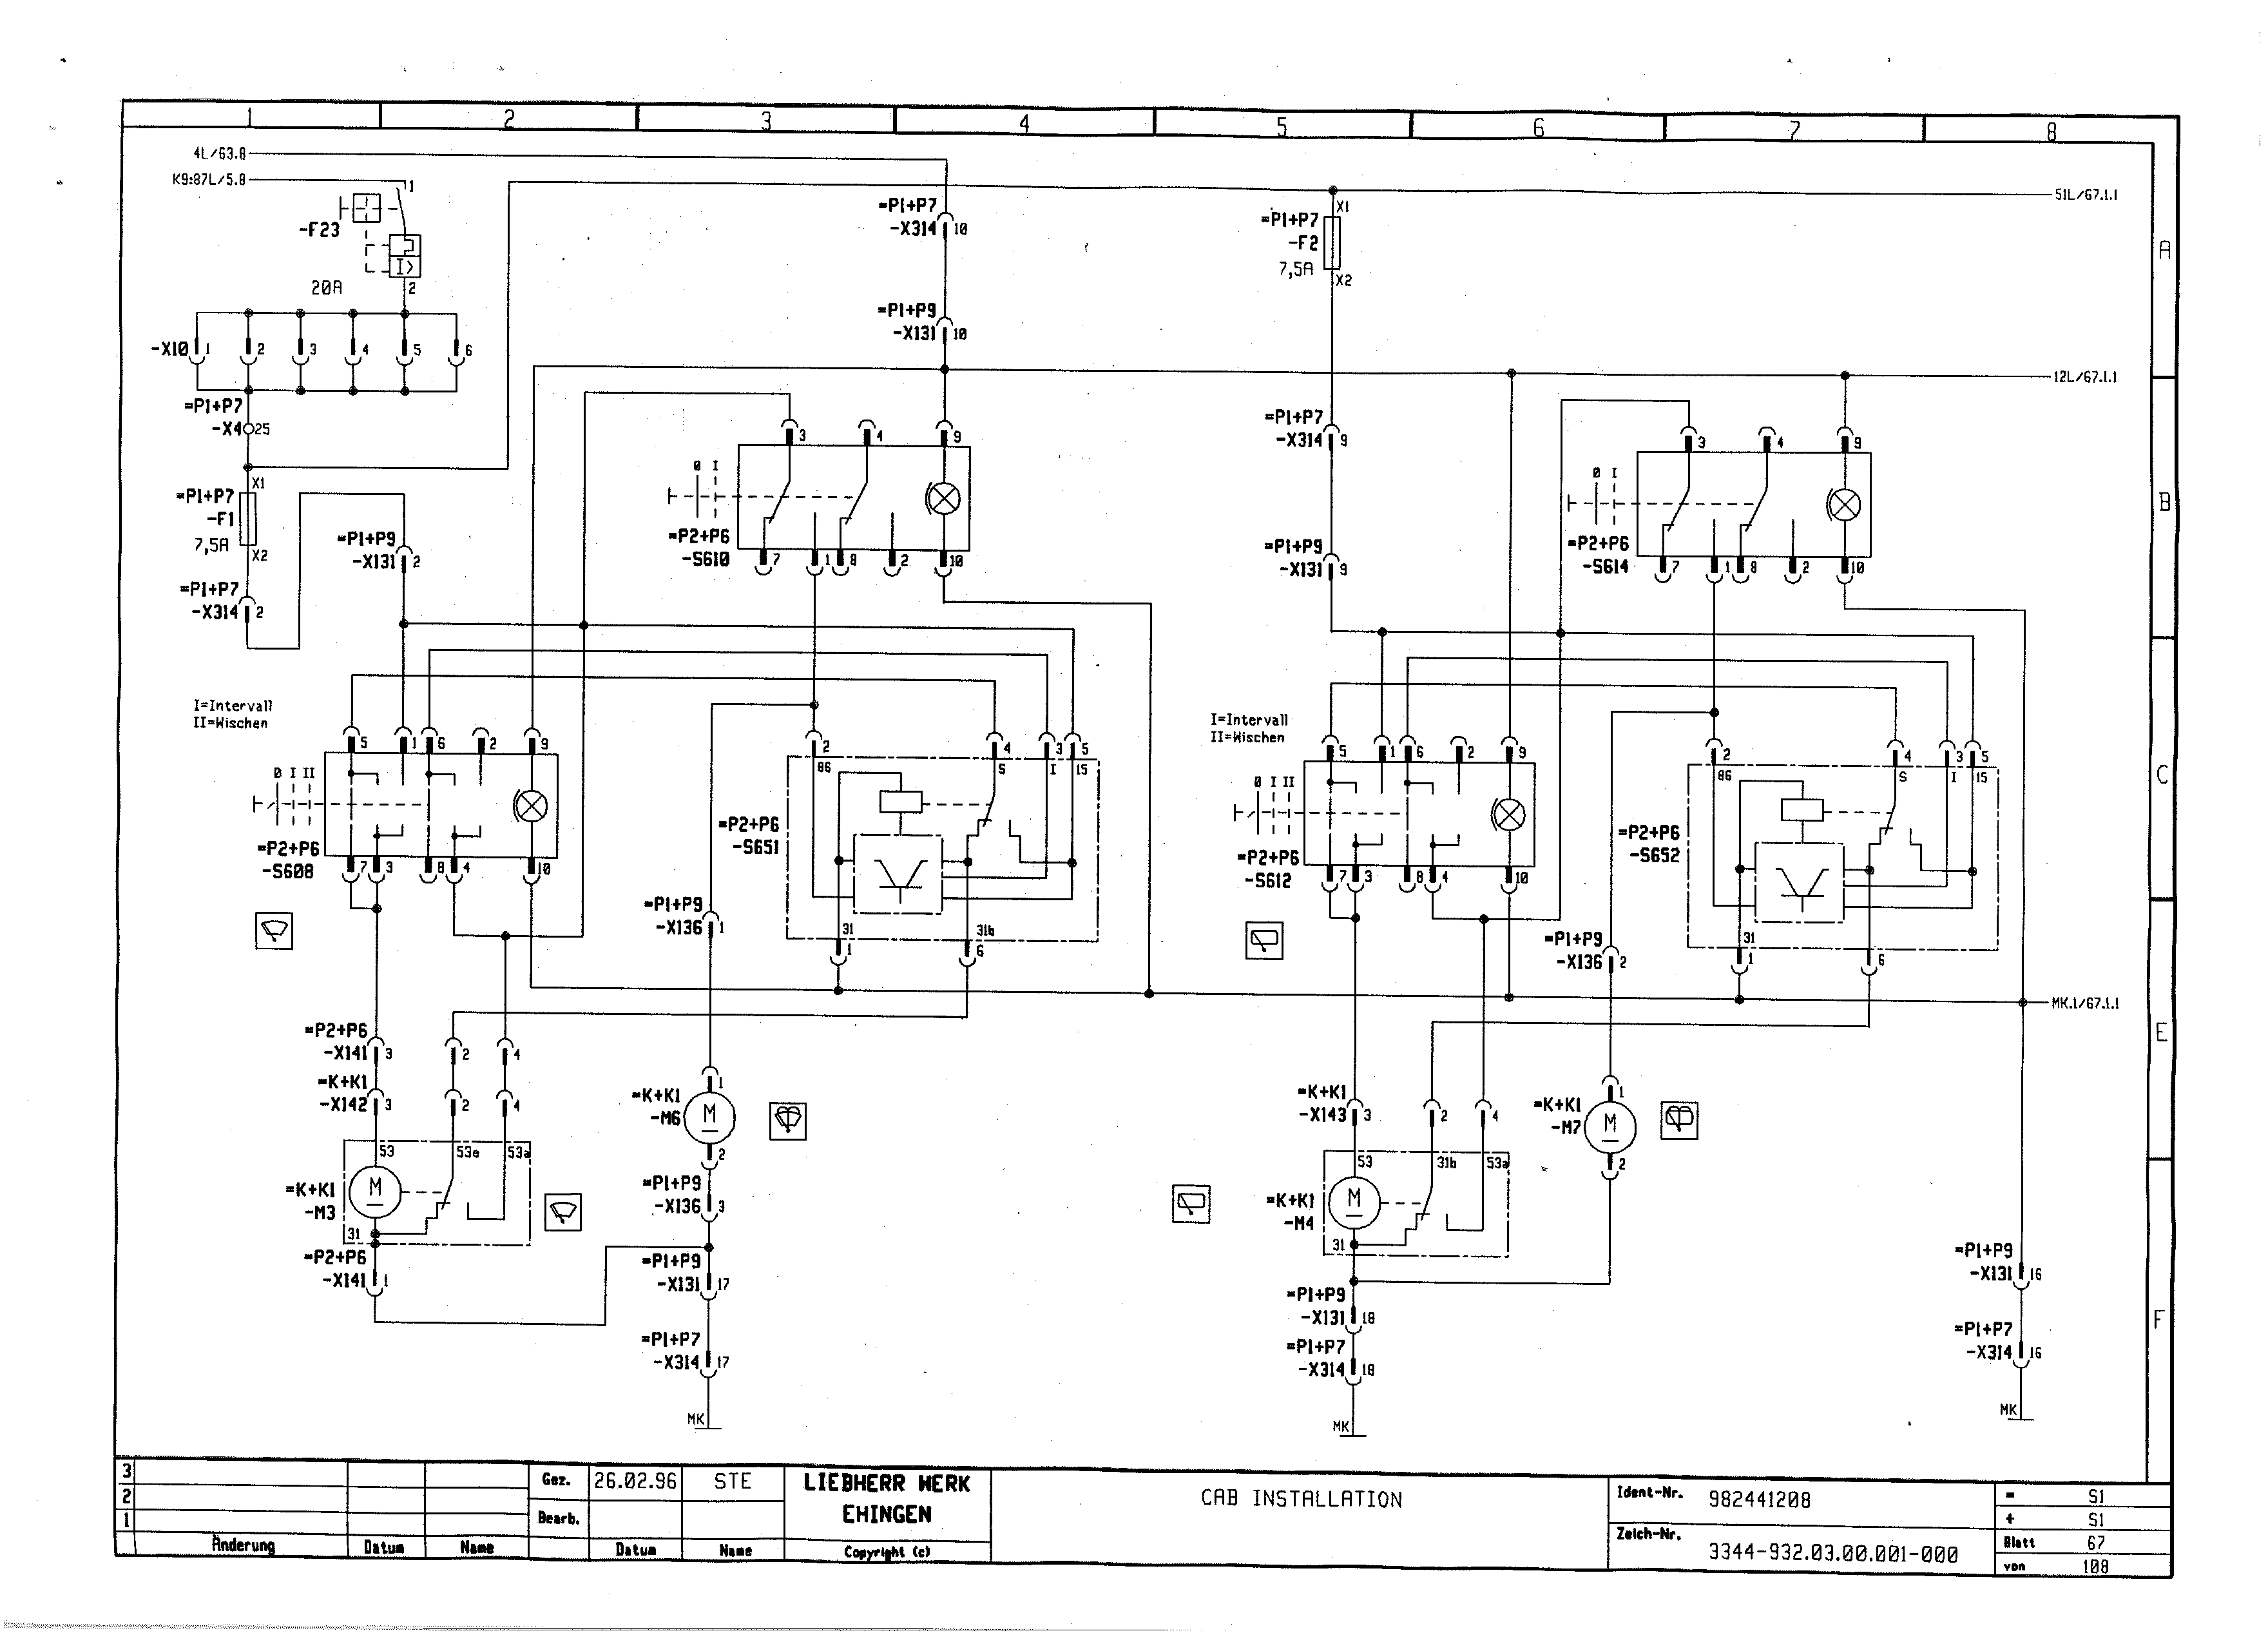 1 2 3 4 5 6 7 8
4L/63.8
K9:87L/5.8
1
-F23
20A
2
=P1+P7
-X314 10
=P1+P7
-F2
7,5A
X1
X2
51L/67.1.1
A
-X10 1 2 3 4 5 6
=P1+P9
-X131 10
12L/67.1.1
=P1+P7
-X4 25
X1
=P1+P7
-F1
7,5A
X2
=P1+P7
-X314 2
=P1+P9
-X131 2
3 4 9
0 I
=P2+P6
-S610
7 1 8 2 10
=P1+P7
-X314 9
=P1+P9
-X131 9
3 4 9
0 I
=P2+P6
-S614
7 1 8 2 10
B
I=Intervall
II=Wischen
5 1 6 2 9
0 I II
=P2+P6
-S608
7 3 8 4 10
2 4 3 5
86 S I 15
=P2+P6
-S651
31 31b
1 6
=P1+P9
-X136 1
I=Intervall
II=Wischen
5 1 6 2 9
0 I II
=P2+P6
-S612
7 3 8 4 10
2 4 3 5
86 S I 15
=P2+P6
-S652
31 31b
1 6
=P1+P9
-X136 2
C
MK.1/67.1.1
E
=P2+P6
-X141 3 2 4
=K+K1
-X142 3 2 4
53 53e 53a
=K+K1
-M3
M
31
=P2+P6
-X141 1
=K+K1
-M6
1
M
2
=P1+P9
-X136 3
=P1+P9
-X131 17
=P1+P7
-X314 17
MK
=K+K1
-X143 3 2 4
53 31b 53a
=K+K1
-M4
M
31
=P1+P9
-X131 18
=P1+P7
-X314 18
MK
=K+K1
-M7
1
M
2
=P1+P9
-X131 16
=P1+P7
-X314 16
MK
F
3
2
1
Änderung Datum Name
Gez. 26.02.96 STE
Bearb.
Datum Name
LIEBHERR WERK
EHINGEN
Copyright (c)
CAB INSTALLATION
Ident-Nr. 982441208
Zeich-Nr. 3344-932.03.00.001-000
= S1
+ S1
Blatt 67
von 108